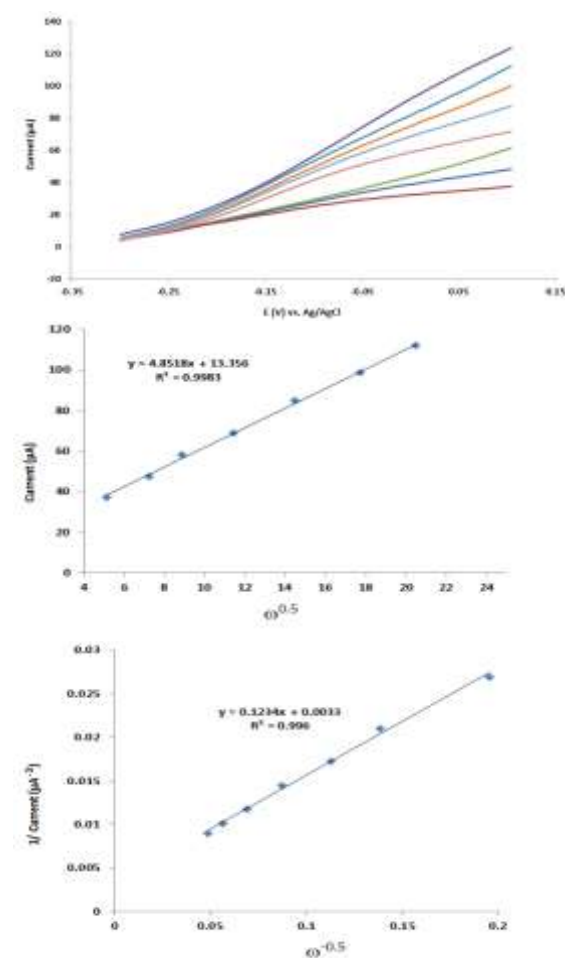 140
120
100
80
60
40
20
0
-20
Current (µA)
-0.35
-0.25
-0.15
-0.05
0.05
0.15
E (V) vs. Ag/AgCl
120
100
80
60
40
20
0
Current (µA)
y = 4.8518x + 13.356
R² = 0.9983
4 6 8 10 12 14 16 18 20 22 24
ω0.5
0.03
0.025
0.02
0.015
0.01
0.005
0
1/ Current (µA⁻²)
y = 0.1234x + 0.0033
R² = 0.996
0 0.05 0.1 0.15 0.2
ω-0.5